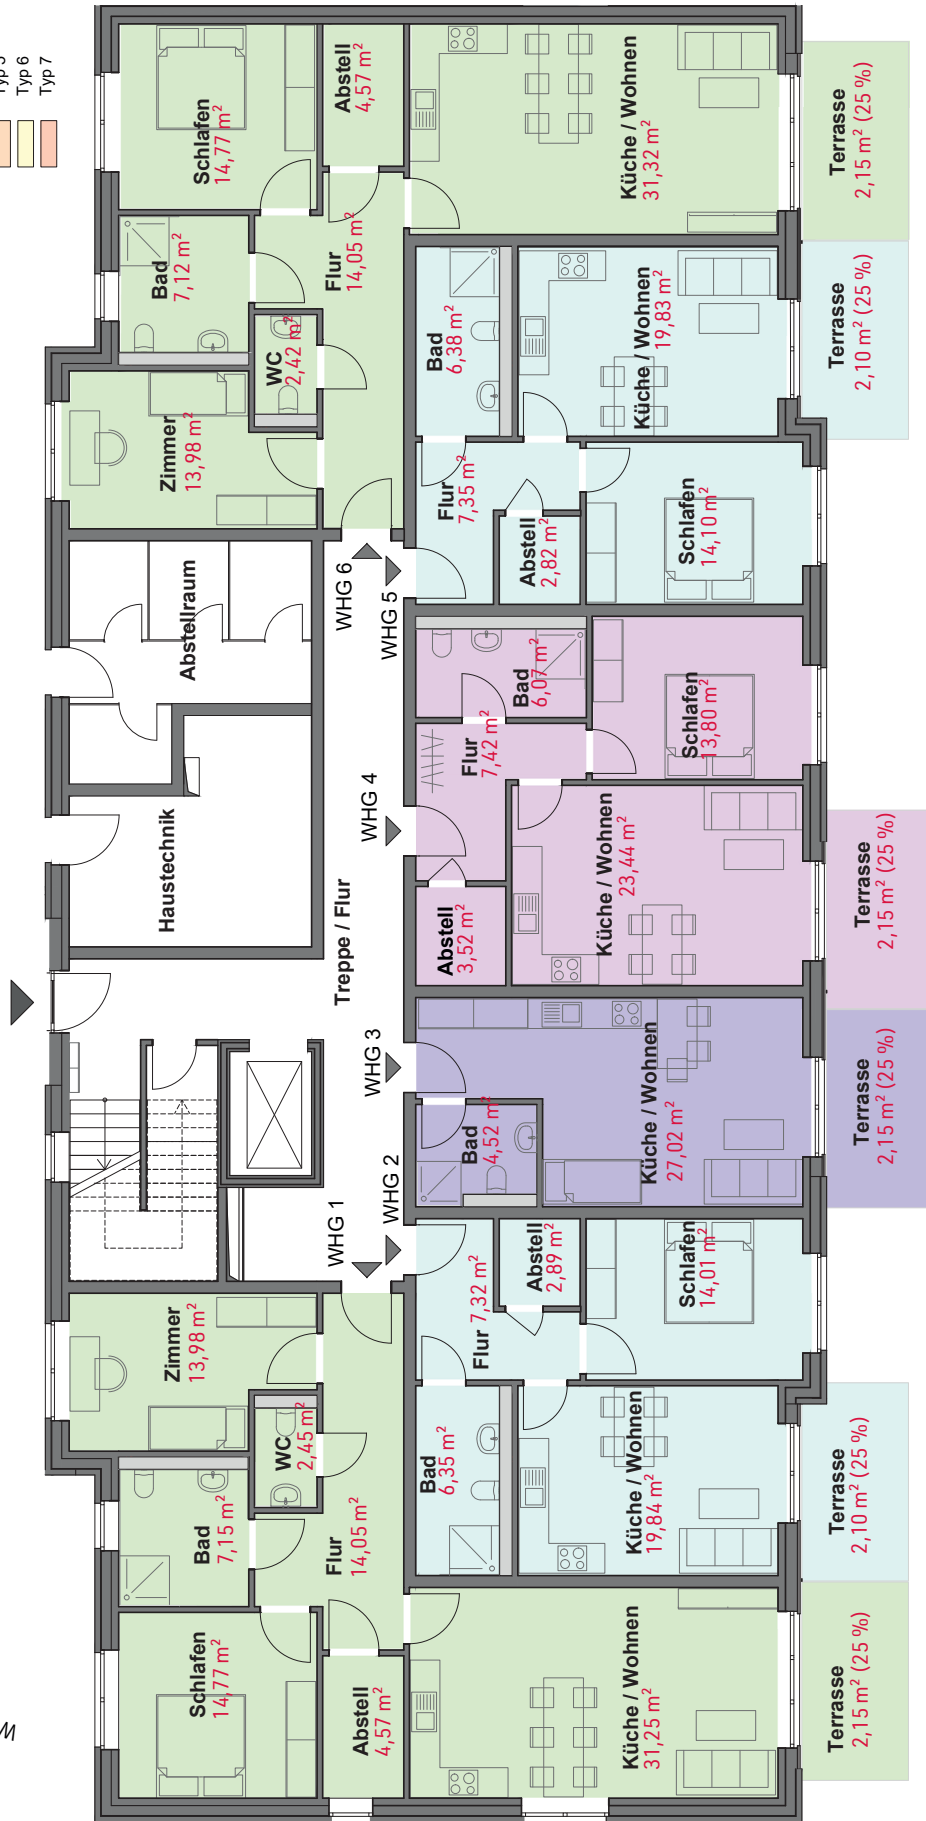 Typ 6
Typ 7
Schlafen
14,77 m²
Abstell
4,57 m²
Küche / Wohnen
31,32 m²
Terrasse
2,15 m² (25 %)
Bad
7,12 m²
Flur
14,05 m²
WC
2,42 m²
Zimmer
13,98 m²
Bad
6,38 m²
Küche / Wohnen
19,83 m²
Terrasse
2,10 m² (25 %)
Flur
7,35 m²
Abstell
2,82 m²
Schlafen
14,10 m²
Abstellraum
WHG 6
WHG 5
Bad
6,07 m²
Schlafen
13,80 m²
Flur
7,42 m²
WHG 4
Haustechnik
Küche / Wohnen
23,44 m²
Abstell
3,52 m²
Terrasse
2,15 m² (25 %)
Treppe / Flur
WHG 3
Küche / Wohnen
27,02 m²
Bad
4,52 m²
Terrasse
2,15 m² (25 %)
WHG 2
WHG 1
Abstell
2,89 m²
Schlafen
14,01 m²
Flur 7,32 m²
Zimmer
13,98 m²
WC
2,45 m²
Bad
6,35 m²
Küche / Wohnen
19,84 m²
Terrasse
2,10 m² (25 %)
Bad
7,15 m²
Flur
14,05 m²
Schlafen
14,77 m²
Abstell
4,57 m²
Küche / Wohnen
31,25 m²
Terrasse
2,15 m² (25 %)